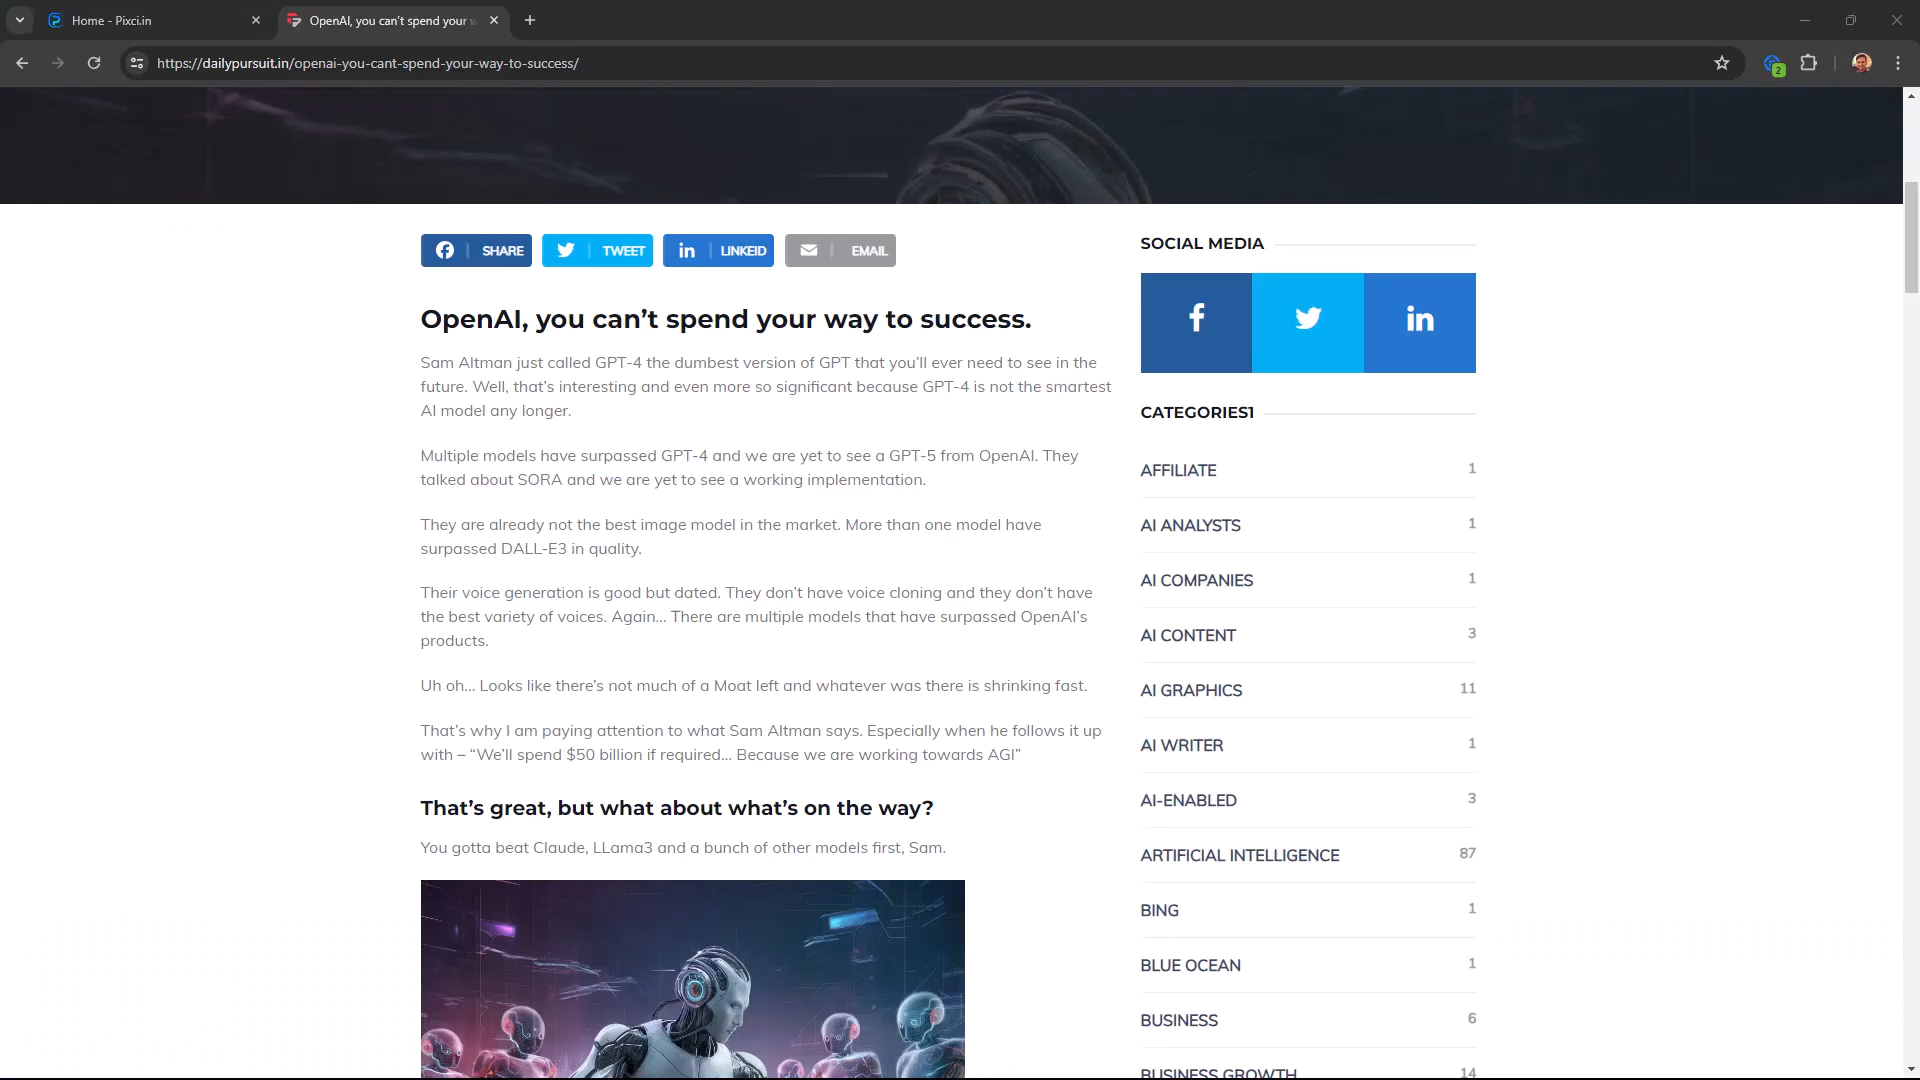 Home - Pixci.in
OpenAI, you can't spend your w
https://dailypursuit.in/openai-you-cant-spend-your-way-to-success/
2
SHARE
TWEET
LINKEID
EMAIL
OpenAI, you can’t spend your way to success.
Sam Altman just called GPT-4 the dumbest version of GPT that you’ll ever need to see in the
future. Well, that’s interesting and even more so significant because GPT-4 is not the smartest
AI model any longer.
Multiple models have surpassed GPT-4 and we are yet to see a GPT-5 from OpenAI. They
talked about SORA and we are yet to see a working implementation.
They are already not the best image model in the market. More than one model have
surpassed DALL-E3 in quality.
Their voice generation is good but dated. They don’t have voice cloning and they don’t have
the best variety of voices. Again… There are multiple models that have surpassed OpenAI’s
products.
Uh oh… Looks like there’s not much of a Moat left and whatever was there is shrinking fast.
That’s why I am paying attention to what Sam Altman says. Especially when he follows it up
with – “We’ll spend $50 billion if required… Because we are working towards AGI”
That’s great, but what about what’s on the way?
You gotta beat Claude, LLama3 and a bunch of other models first, Sam.
SOCIAL MEDIA
CATEGORIES1
AFFILIATE 1
AI ANALYSTS 1
AI COMPANIES 1
AI CONTENT 3
AI GRAPHICS 11
AI WRITER 1
AI-ENABLED 3
ARTIFICIAL INTELLIGENCE 87
BING 1
BLUE OCEAN 1
BUSINESS 6
BUSINESS GROWTH 14